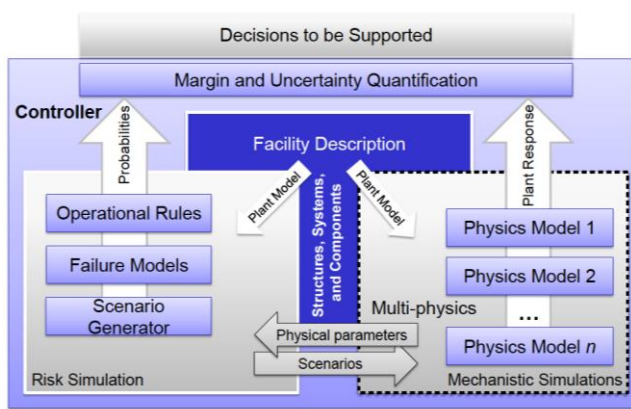 Decisions to be Supported
Margin and Uncertainty Quantification
Controller
Probabilities
Facility Description
Plant Response
Plant Model
Plant Model
Structures, Systems,
and Components
Operational Rules
Failure Models
Scenario
Generator
Physics Model 1
Physics Model 2
Multi-physics
...
Physics Model n
Physical parameters
Scenarios
Risk Simulation
Mechanistic Simulations